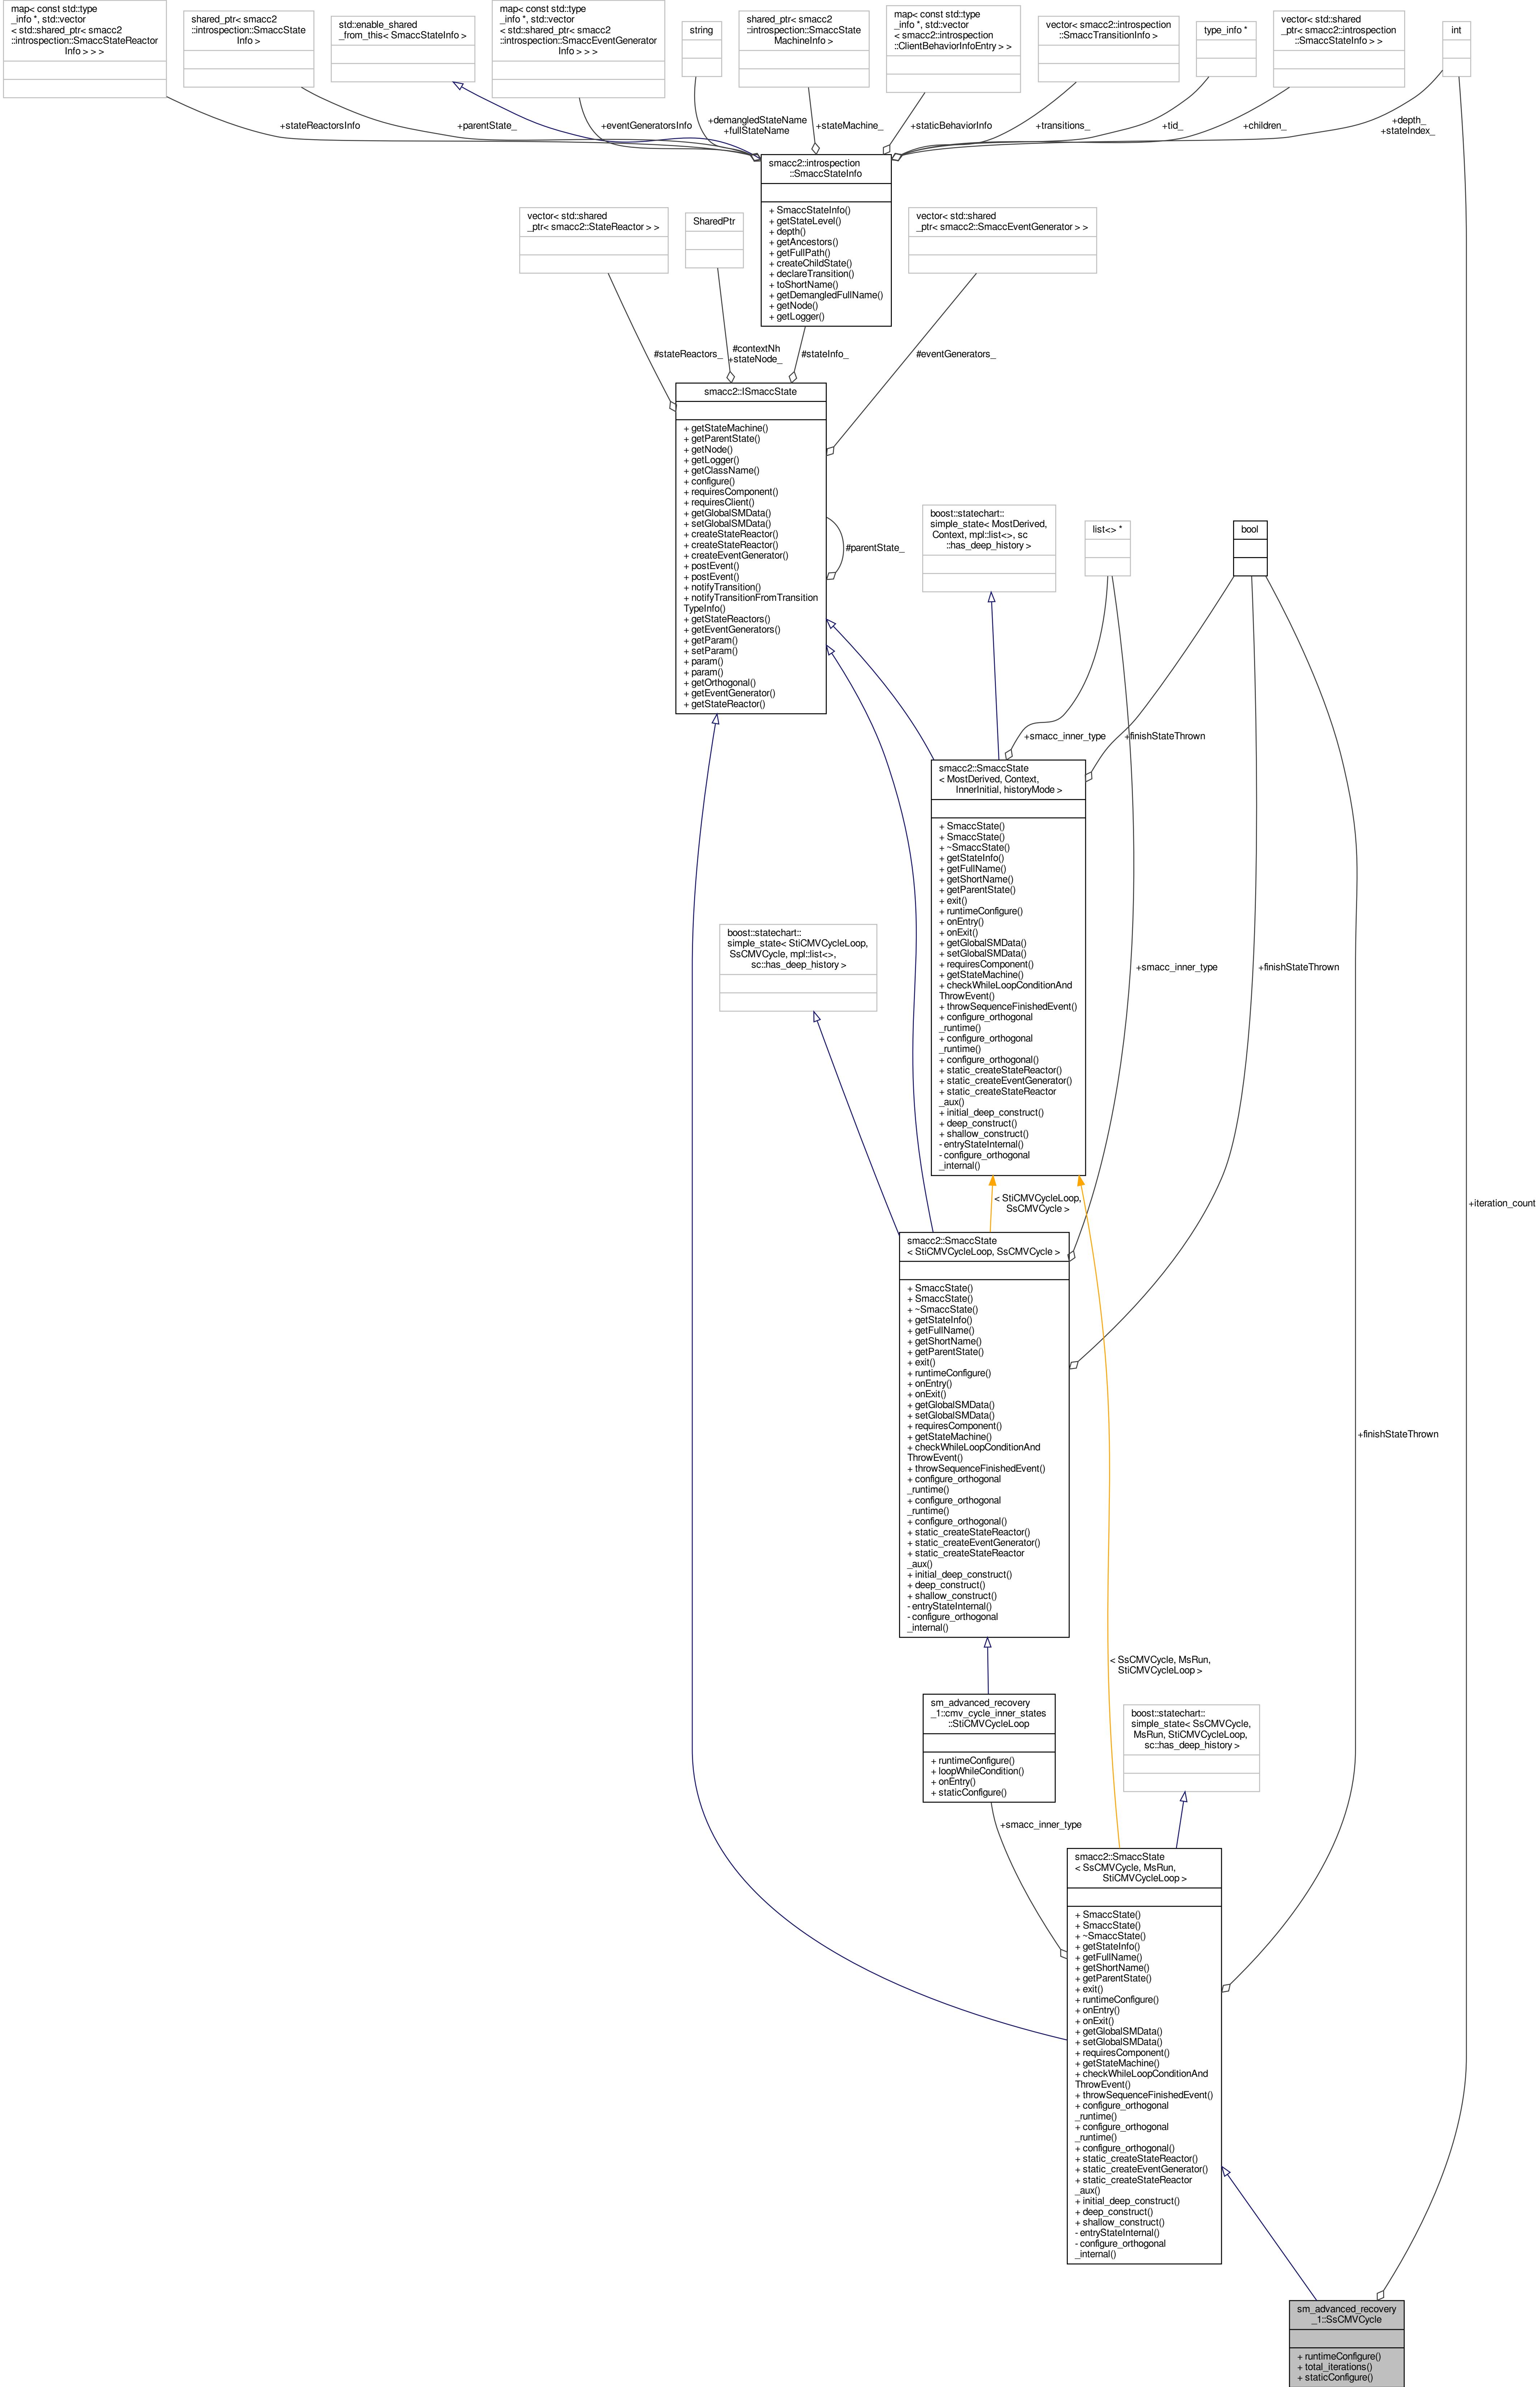 map< const std::type
_info *, std::vector
< std::shared_ptr< smacc2
::introspection::SmaccStateReactor
Info > > >
shared_ptr< smacc2
::introspection::SmaccState
Info >
std::enable_shared
_from_this< SmaccStateInfo >
map< const std::type
_info *, std::vector
< std::shared_ptr< smacc2
::introspection::SmaccEventGenerator
Info > > >
string
shared_ptr< smacc2
::introspection::SmaccState
MachineInfo >
map< const std::type
_info *, std::vector
< smacc2::introspection
::ClientBehaviorInfoEntry > >
vector< smacc2::introspection
::SmaccTransitionInfo >
type_info *
vector< std::shared
_ptr< smacc2::introspection
::SmaccStateInfo > >
int
+stateReactorsInfo
+parentState_
+eventGeneratorsInfo
+demangledStateName
+fullStateName
+stateMachine_
+staticBehaviorInfo
+transitions_
+tid_
+children_
+depth_
+stateIndex_
smacc2::introspection
::SmaccStateInfo
+ SmaccStateInfo()
+ getStateLevel()
+ depth()
+ getAncestors()
+ getFullPath()
+ createChildState()
+ declareTransition()
+ toShortName()
+ getDemangledFullName()
+ getNode()
+ getLogger()
vector< std::shared
_ptr< smacc2::StateReactor > >
SharedPtr
vector< std::shared
_ptr< smacc2::SmaccEventGenerator > >
#stateReactors_
#contextNh
+stateNode_
#stateInfo_
#eventGenerators_
smacc2::ISmaccState
+ getStateMachine()
+ getParentState()
+ getNode()
+ getLogger()
+ getClassName()
+ configure()
+ requiresComponent()
+ requiresClient()
+ getGlobalSMData()
+ setGlobalSMData()
+ createStateReactor()
+ createStateReactor()
+ createEventGenerator()
+ postEvent()
+ postEvent()
+ notifyTransition()
+ notifyTransitionFromTransition
TypeInfo()
+ getStateReactors()
+ getEventGenerators()
+ getParam()
+ setParam()
+ param()
+ param()
+ getOrthogonal()
+ getEventGenerator()
+ getStateReactor()
#parentState_
boost::statechart::
simple_state< MostDerived,
Context, mpl::list<>, sc
::has_deep_history >
list<> *
bool
+smacc_inner_type
+finishStateThrown
smacc2::SmaccState
< MostDerived, Context,
InnerInitial, historyMode >
+ SmaccState()
+ SmaccState()
+ ~SmaccState()
+ getStateInfo()
+ getFullName()
+ getShortName()
+ getParentState()
+ exit()
+ runtimeConfigure()
+ onEntry()
+ onExit()
+ getGlobalSMData()
+ setGlobalSMData()
+ requiresComponent()
+ getStateMachine()
+ checkWhileLoopConditionAnd
ThrowEvent()
+ throwSequenceFinishedEvent()
+ configure_orthogonal
_runtime()
+ configure_orthogonal
_runtime()
+ configure_orthogonal()
+ static_createStateReactor()
+ static_createEventGenerator()
+ static_createStateReactor
_aux()
+ initial_deep_construct()
+ deep_construct()
+ shallow_construct()
- entryStateInternal()
- configure_orthogonal
_internal()
boost::statechart::
simple_state< StiCMVCycleLoop,
SsCMVCycle, mpl::list<>,
sc::has_deep_history >
+smacc_inner_type
+finishStateThrown
< StiCMVCycleLoop,
SsCMVCycle >
+iteration_count
smacc2::SmaccState
< StiCMVCycleLoop, SsCMVCycle >
+ SmaccState()
+ SmaccState()
+ ~SmaccState()
+ getStateInfo()
+ getFullName()
+ getShortName()
+ getParentState()
+ exit()
+ runtimeConfigure()
+ onEntry()
+ onExit()
+ getGlobalSMData()
+ setGlobalSMData()
+ requiresComponent()
+ getStateMachine()
+ checkWhileLoopConditionAnd
ThrowEvent()
+ throwSequenceFinishedEvent()
+ configure_orthogonal
_runtime()
+ configure_orthogonal
_runtime()
+ configure_orthogonal()
+ static_createStateReactor()
+ static_createEventGenerator()
+ static_createStateReactor
_aux()
+ initial_deep_construct()
+ deep_construct()
+ shallow_construct()
- entryStateInternal()
- configure_orthogonal
_internal()
+finishStateThrown
< SsCMVCycle, MsRun,
StiCMVCycleLoop >
sm_advanced_recovery
_1::cmv_cycle_inner_states
::StiCMVCycleLoop
+ runtimeConfigure()
+ loopWhileCondition()
+ onEntry()
+ staticConfigure()
boost::statechart::
simple_state< SsCMVCycle,
MsRun, StiCMVCycleLoop,
sc::has_deep_history >
+smacc_inner_type
smacc2::SmaccState
< SsCMVCycle, MsRun,
StiCMVCycleLoop >
+ SmaccState()
+ SmaccState()
+ ~SmaccState()
+ getStateInfo()
+ getFullName()
+ getShortName()
+ getParentState()
+ exit()
+ runtimeConfigure()
+ onEntry()
+ onExit()
+ getGlobalSMData()
+ setGlobalSMData()
+ requiresComponent()
+ getStateMachine()
+ checkWhileLoopConditionAnd
ThrowEvent()
+ throwSequenceFinishedEvent()
+ configure_orthogonal
_runtime()
+ configure_orthogonal
_runtime()
+ configure_orthogonal()
+ static_createStateReactor()
+ static_createEventGenerator()
+ static_createStateReactor
_aux()
+ initial_deep_construct()
+ deep_construct()
+ shallow_construct()
- entryStateInternal()
- configure_orthogonal
_internal()
sm_advanced_recovery
_1::SsCMVCycle
+ runtimeConfigure()
+ total_iterations()
+ staticConfigure()